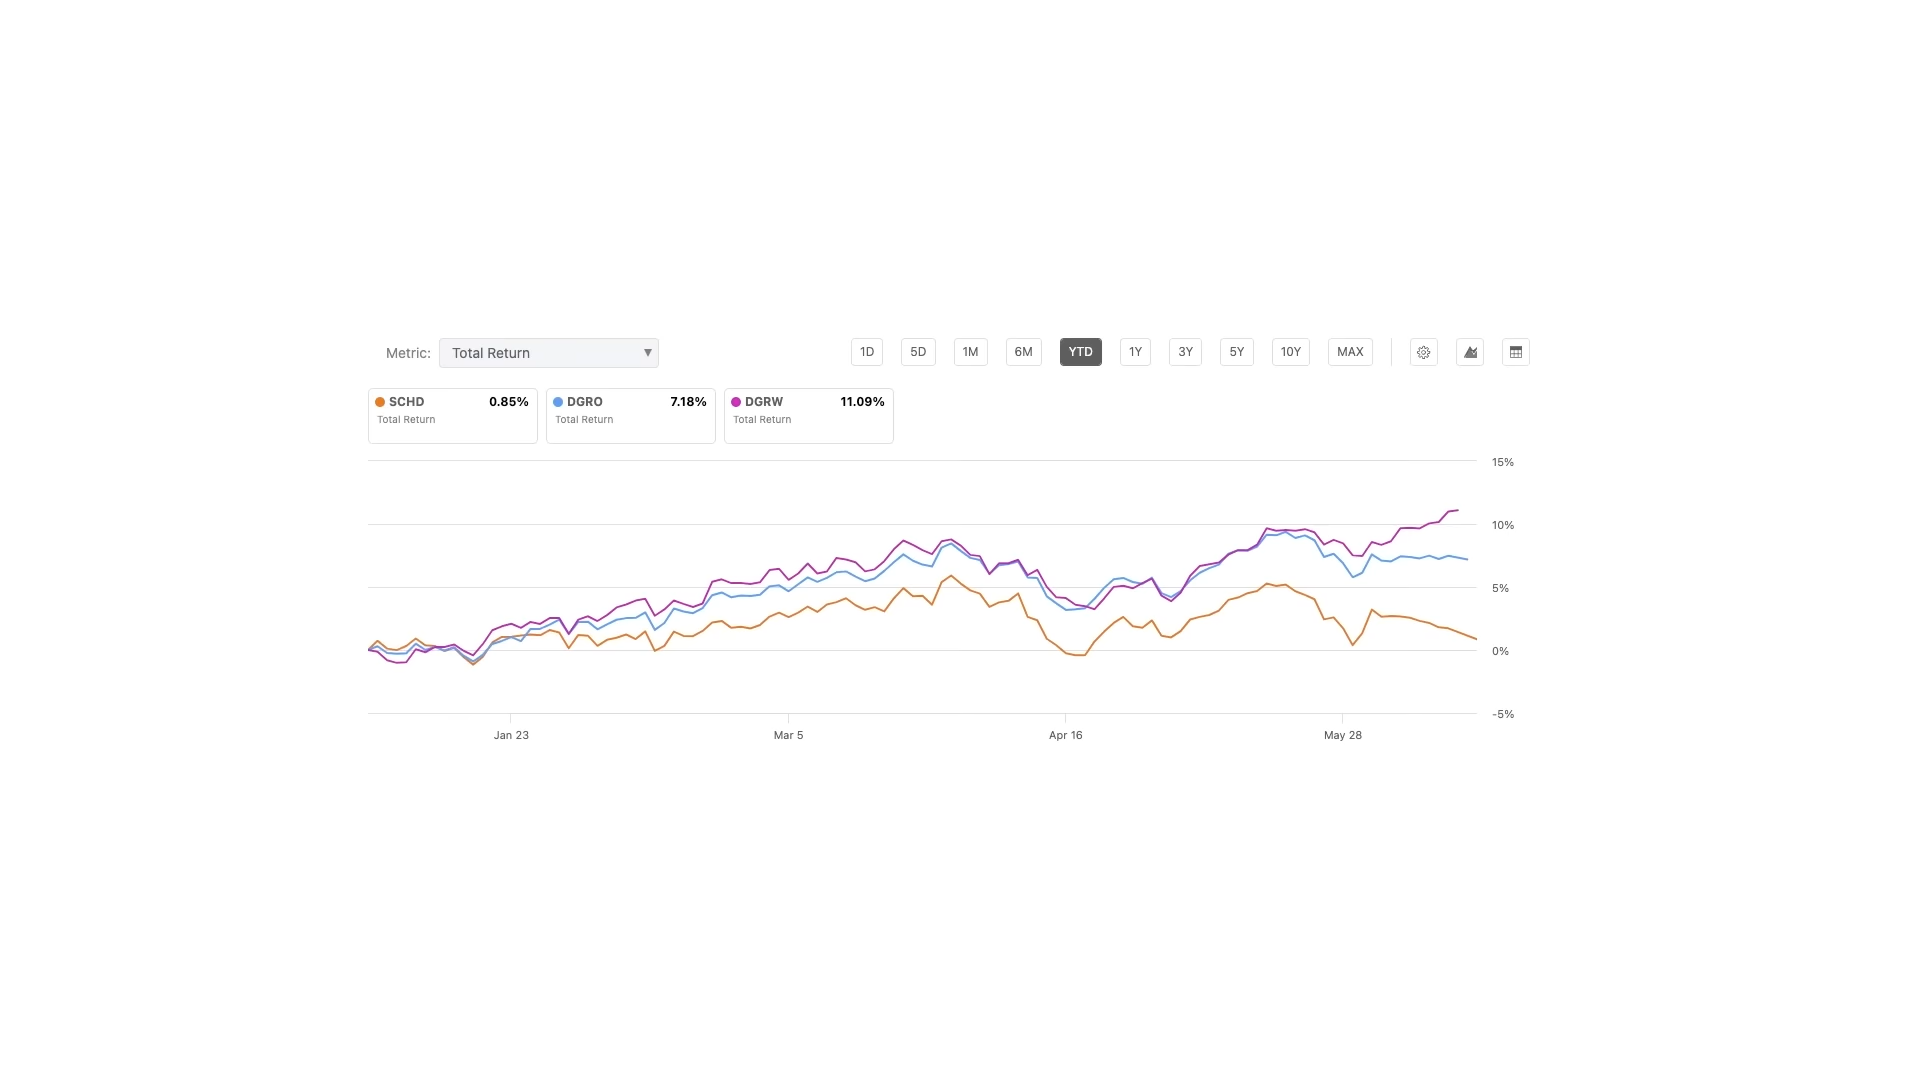 Metric: Total Return ▼ 1D 5D 1M 6M YTD 1Y 3Y 5Y 10Y MAX
SCHD 0.85% DGRO 7.18% DGRW 11.09%
Total Return Total Return Total Return
15%
10%
5%
0%
-5%
Jan 23 Mar 5 Apr 16 May 28